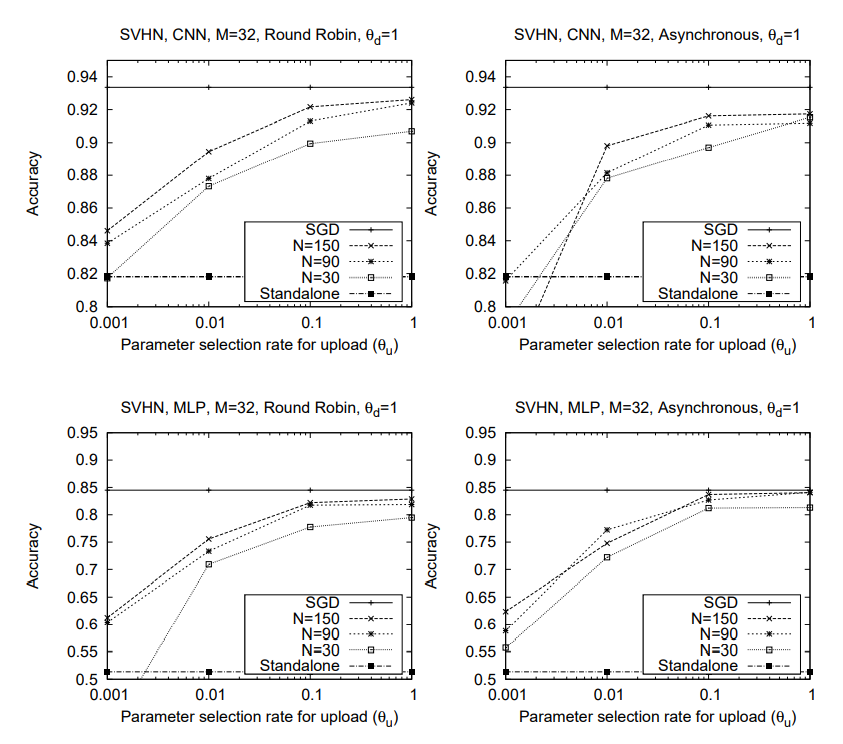 SVHN, CNN, M=32, Round Robin, θd=1
0.94
0.92
0.9
0.88
0.86
0.84
0.82
0.8
Accuracy
SGD
N=150
N=90
N=30
Standalone
0.001 0.01 0.1 1
Parameter selection rate for upload (θu)
SVHN, CNN, M=32, Asynchronous, θd=1
0.94
0.92
0.9
0.88
0.86
0.84
0.82
0.8
Accuracy
SGD
N=150
N=90
N=30
Standalone
0.001 0.01 0.1 1
Parameter selection rate for upload (θu)
SVHN, MLP, M=32, Round Robin, θd=1
0.95
0.9
0.85
0.8
0.75
0.7
0.65
0.6
0.55
0.5
Accuracy
SGD
N=150
N=90
N=30
Standalone
0.001 0.01 0.1 1
Parameter selection rate for upload (θu)
SVHN, MLP, M=32, Asynchronous, θd=1
0.95
0.9
0.85
0.8
0.75
0.7
0.65
0.6
0.55
0.5
Accuracy
SGD
N=150
N=90
N=30
Standalone
0.001 0.01 0.1 1
Parameter selection rate for upload (θu)